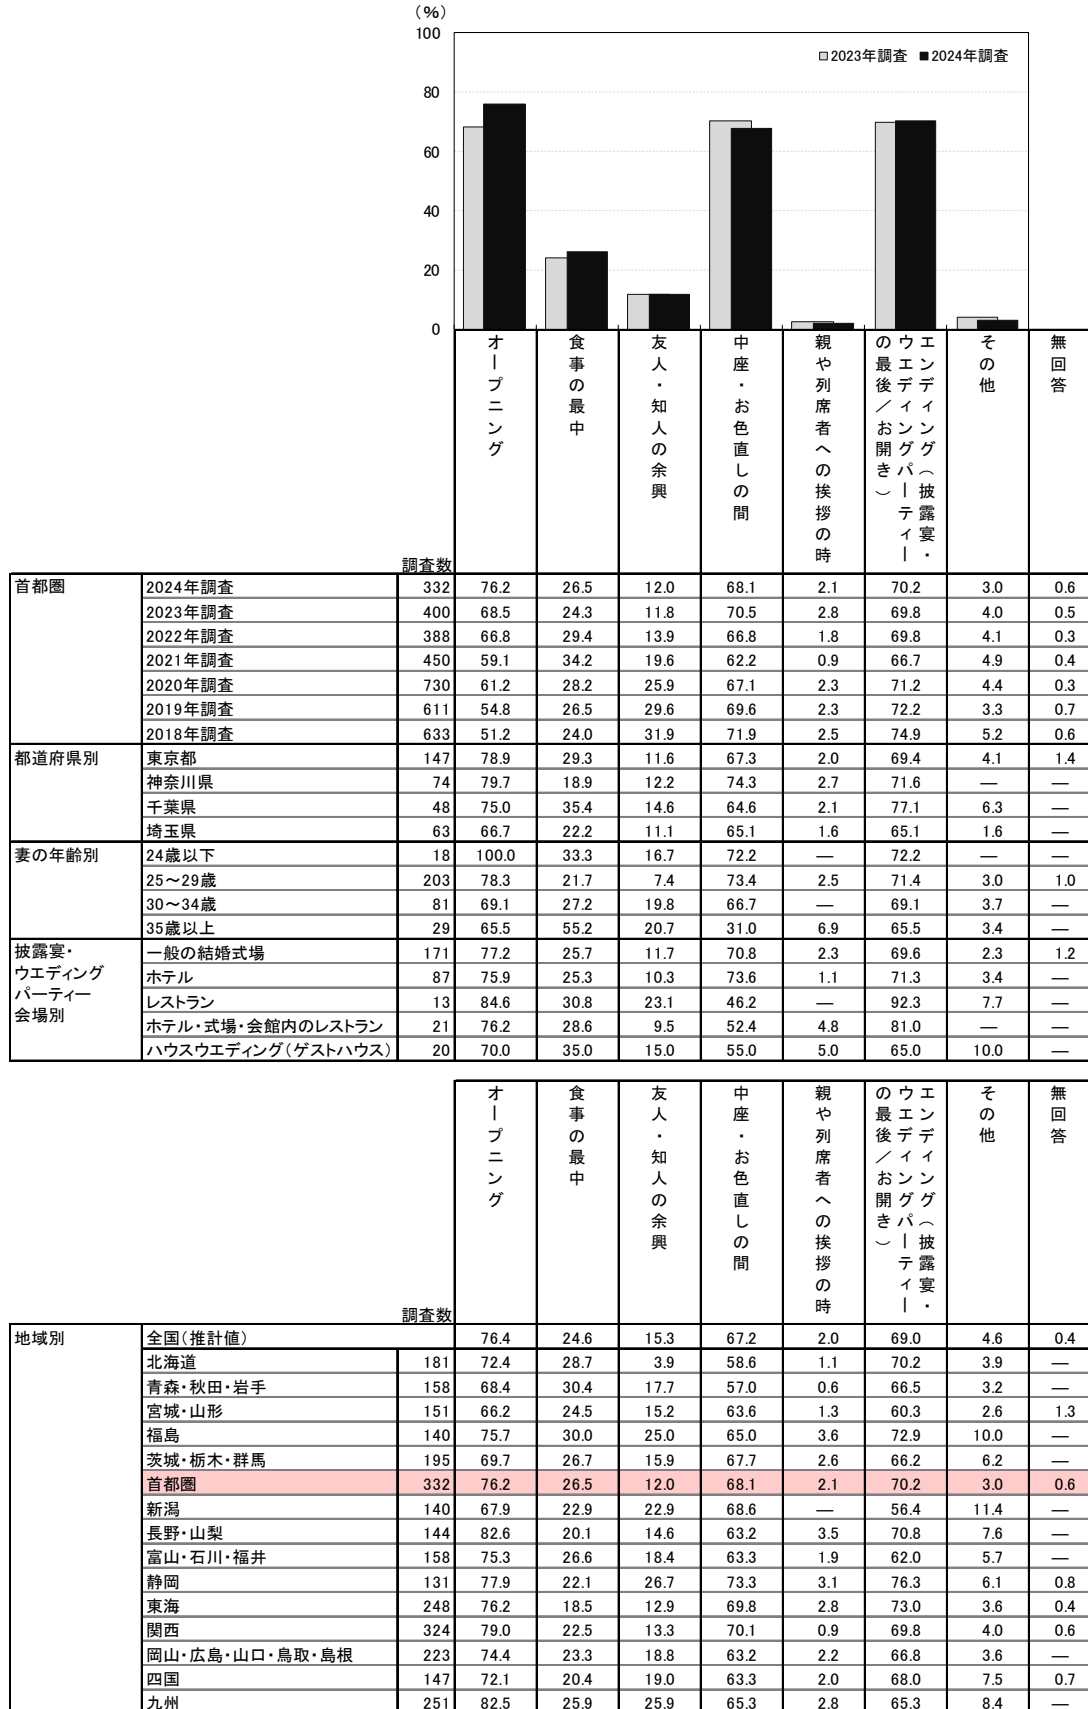 （％）
100
80
60
40
20
0
□2023年調査 ■2024年調査
調査数
オープニング
食事の最中
友人・知人の余興
中座・お色直しの間
親や列席者への挨拶の時
エンディング（披露宴・
ウエディングパーティー
の最後／お開き）
その他
無回答
首都圏 2024年調査 332 76.2 26.5 12.0 68.1 2.1 70.2 3.0 0.6
2023年調査 400 68.5 24.3 11.8 70.5 2.8 69.8 4.0 0.5
2022年調査 388 66.8 29.4 13.9 66.8 1.8 69.8 4.1 0.3
2021年調査 450 59.1 34.2 19.6 62.2 0.9 66.7 4.9 0.4
2020年調査 730 61.2 28.2 25.9 67.1 2.3 71.2 4.4 0.3
2019年調査 611 54.8 26.5 29.6 69.6 2.3 72.2 3.3 0.7
2018年調査 633 51.2 24.0 31.9 71.9 2.5 74.9 5.2 0.6
都道府県別 東京都 147 78.9 29.3 11.6 67.3 2.0 69.4 4.1 1.4
神奈川県 74 79.7 18.9 12.2 74.3 2.7 71.6 ― ―
千葉県 48 75.0 35.4 14.6 64.6 2.1 77.1 6.3 ―
埼玉県 63 66.7 22.2 11.1 65.1 1.6 65.1 1.6 ―
妻の年齢別 24歳以下 18 100.0 33.3 16.7 72.2 ― 72.2 ― ―
25～29歳 203 78.3 21.7 7.4 73.4 2.5 71.4 3.0 1.0
30～34歳 81 69.1 27.2 19.8 66.7 ― 69.1 3.7 ―
35歳以上 29 65.5 55.2 20.7 31.0 6.9 65.5 3.4 ―
披露宴・
ウエディング
パーティー
会場別
一般の結婚式場 171 77.2 25.7 11.7 70.8 2.3 69.6 2.3 1.2
ホテル 87 75.9 25.3 10.3 73.6 1.1 71.3 3.4 ―
レストラン 13 84.6 30.8 23.1 46.2 ― 92.3 7.7 ―
ホテル・式場・会館内のレストラン 21 76.2 28.6 9.5 52.4 4.8 81.0 ― ―
ハウスウエディング（ゲストハウス） 20 70.0 35.0 15.0 55.0 5.0 65.0 10.0 ―
調査数
オープニング
食事の最中
友人・知人の余興
中座・お色直しの間
親や列席者への挨拶の時
エンディング（披露宴・
ウエディングパーティー
の最後／お開き）
その他
無回答
地域別 全国（推計値） 76.4 24.6 15.3 67.2 2.0 69.0 4.6 0.4
北海道 181 72.4 28.7 3.9 58.6 1.1 70.2 3.9 ―
青森・秋田・岩手 158 68.4 30.4 17.7 57.0 0.6 66.5 3.2 ―
宮城・山形 151 66.2 24.5 15.2 63.6 1.3 60.3 2.6 1.3
福島 140 75.7 30.0 25.0 65.0 3.6 72.9 10.0 ―
茨城・栃木・群馬 195 69.7 26.7 15.9 67.7 2.6 66.2 6.2 ―
首都圏 332 76.2 26.5 12.0 68.1 2.1 70.2 3.0 0.6
新潟 140 67.9 22.9 22.9 68.6 ― 56.4 11.4 ―
長野・山梨 144 82.6 20.1 14.6 63.2 3.5 70.8 7.6 ―
富山・石川・福井 158 75.3 26.6 18.4 63.3 1.9 62.0 5.7 ―
静岡 131 77.9 22.1 26.7 73.3 3.1 76.3 6.1 0.8
東海 248 76.2 18.5 12.9 69.8 2.8 73.0 3.6 0.4
関西 324 79.0 22.5 13.3 70.1 0.9 69.8 4.0 0.6
岡山・広島・山口・鳥取・島根 223 74.4 23.3 18.8 63.2 2.2 66.8 3.6 ―
四国 147 72.1 20.4 19.0 63.3 2.0 68.0 7.5 0.7
九州 251 82.5 25.9 25.9 65.3 2.8 65.3 8.4 ―